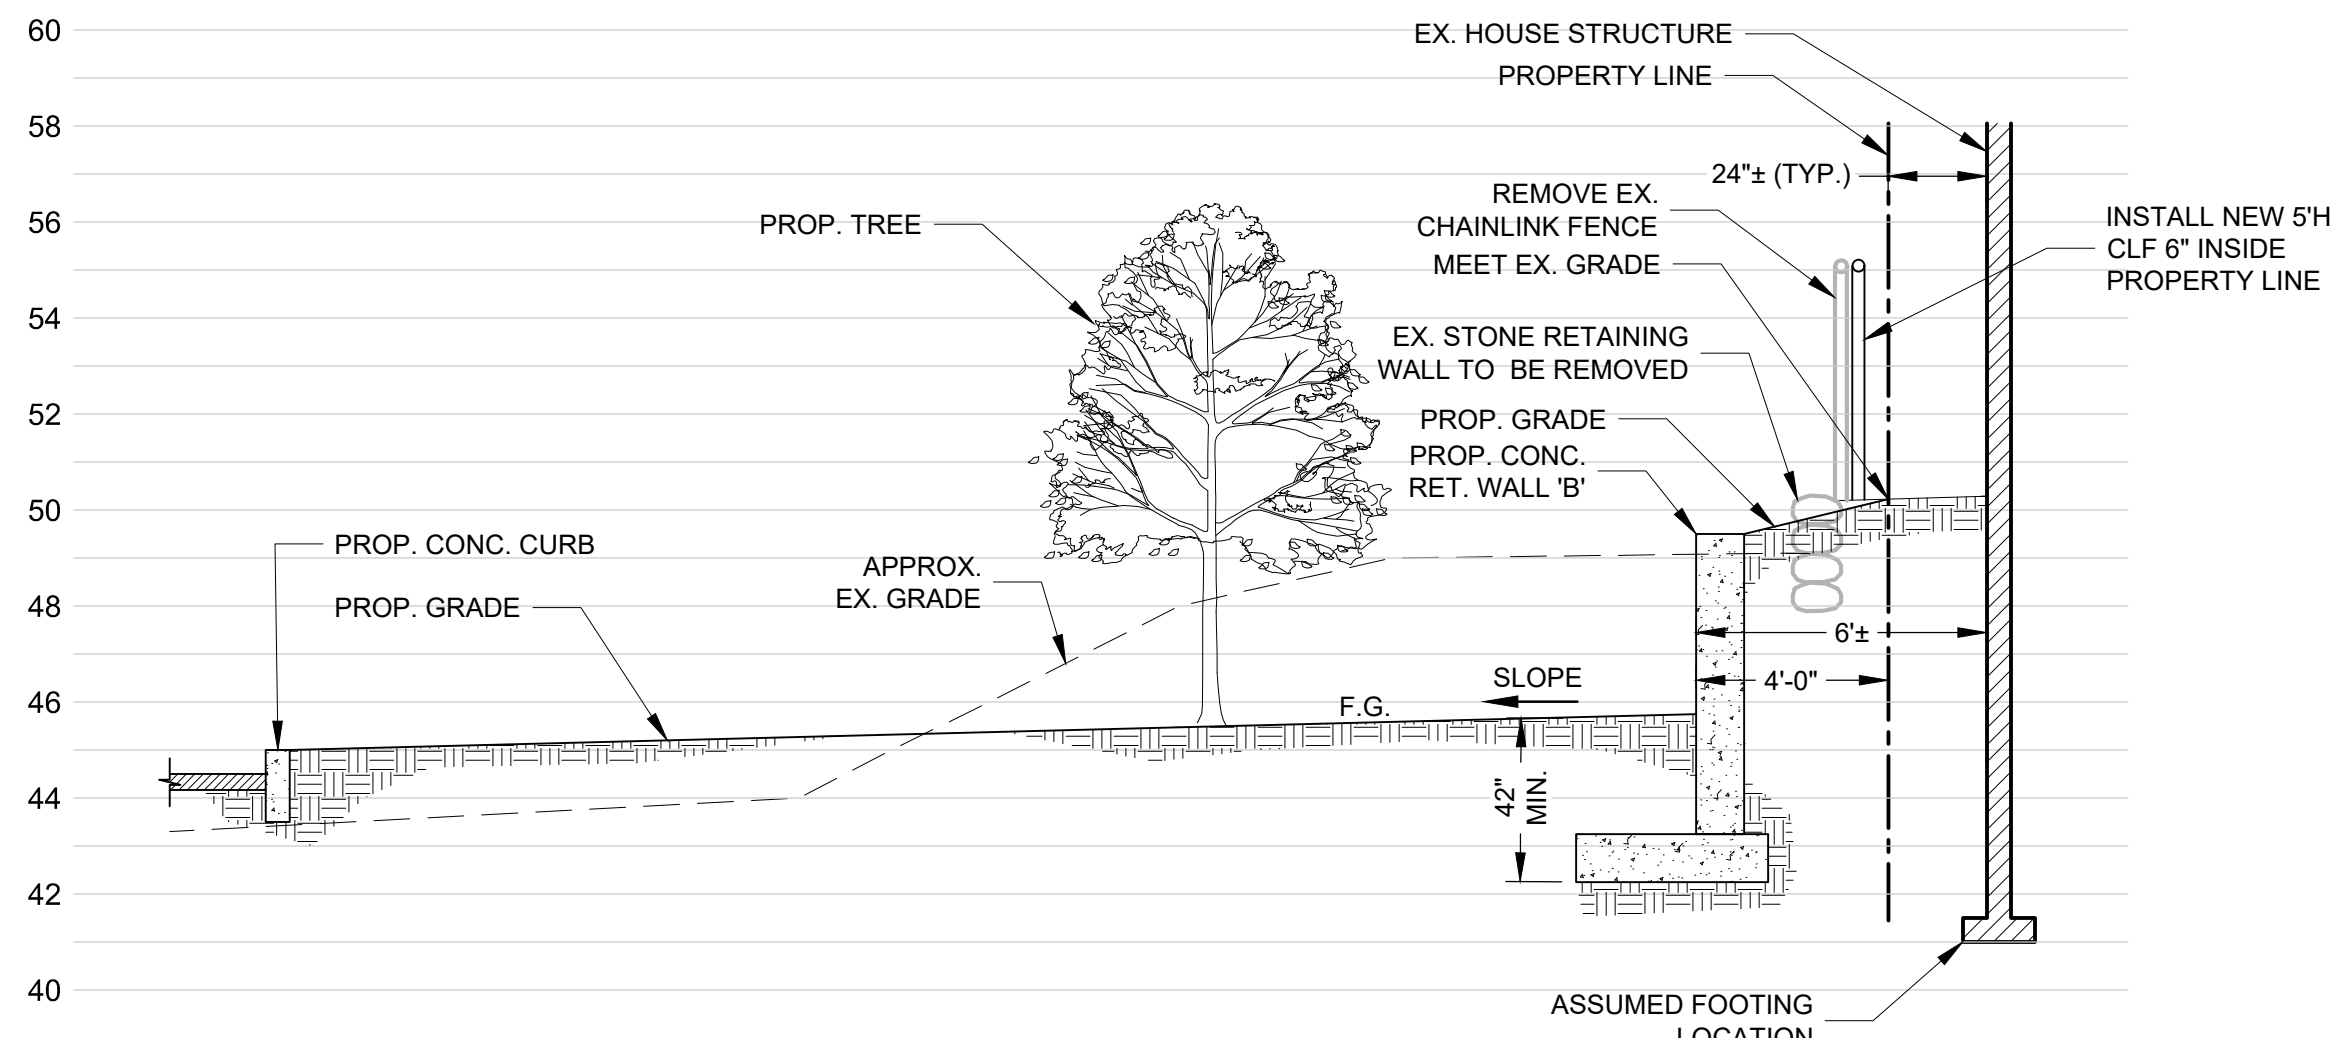 60
EX. HOUSE STRUCTURE
PROPERTY LINE
58
24"± (TYP.)
REMOVE EX.
CHAINLINK FENCE
MEET EX. GRADE
INSTALL NEW 5'H
CLF 6" INSIDE
PROPERTY LINE
56
PROP. TREE
54
EX. STONE RETAINING
WALL TO BE REMOVED
52
PROP. GRADE
PROP. CONC.
RET. WALL 'B'
50
PROP. CONC. CURB
APPROX.
EX. GRADE
48
PROP. GRADE
6'±
4'-0"
SLOPE
46
F.G.
44
42"
MIN.
42
40
ASSUMED FOOTING
LOCATION